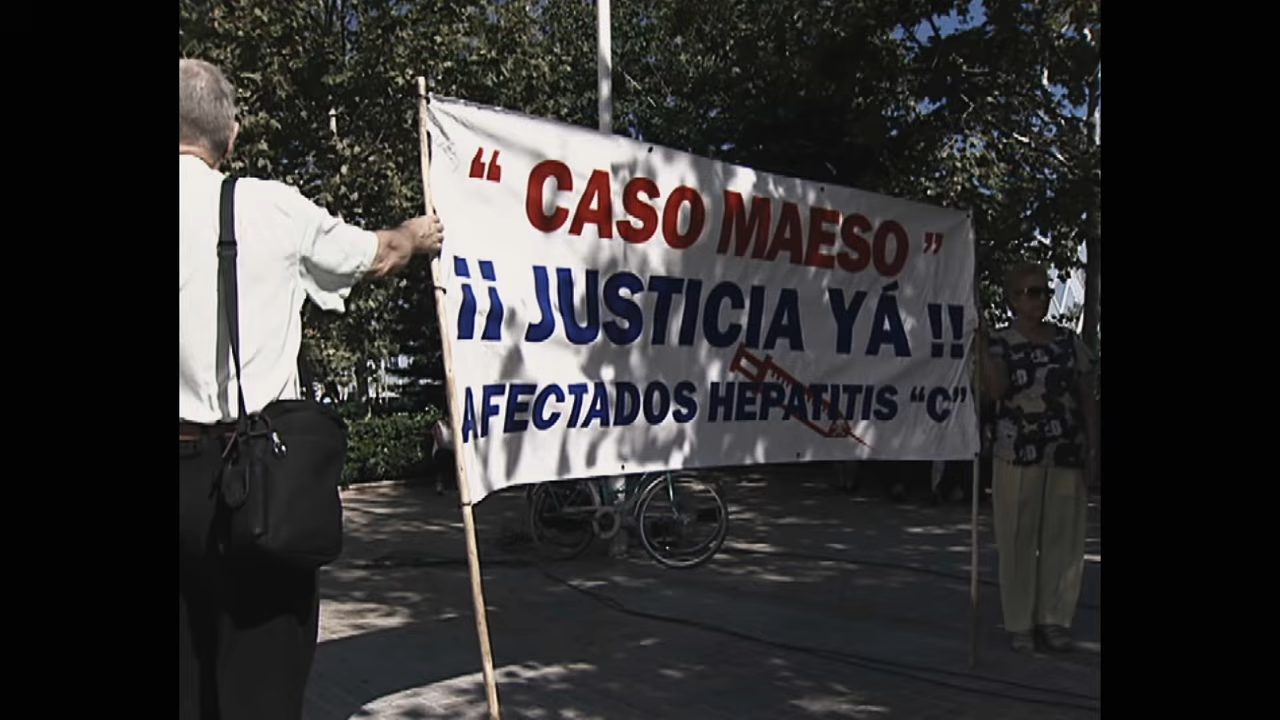 “ CASO MAESO ”
¡¡ JUSTICIA YÁ !!
AFECTADOS HEPATITIS “C”